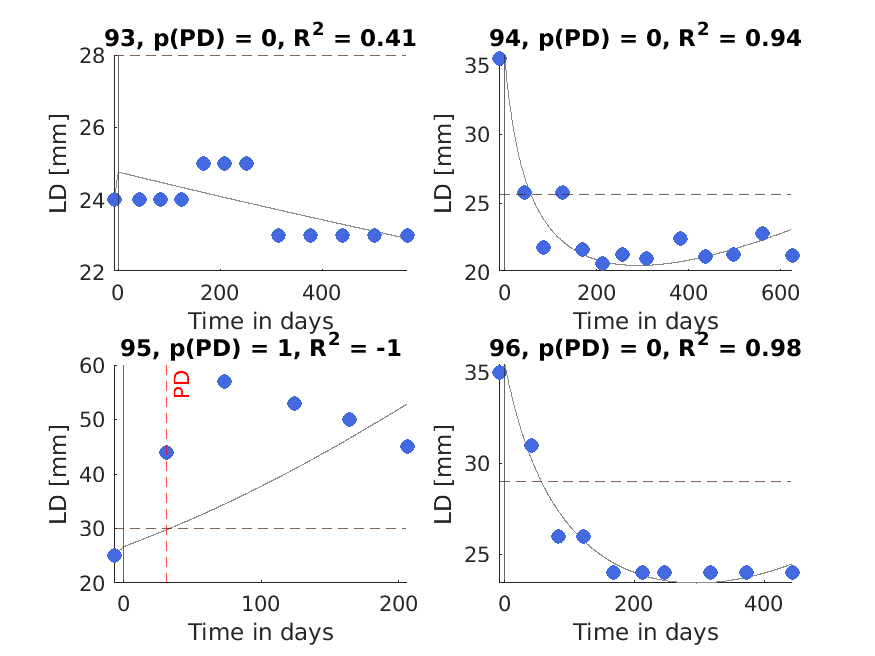 93, p(PD) = 0, R² = 0.41
28
26
24
22
LD [mm]
0
200
400
Time in days
94, p(PD) = 0, R² = 0.94
35
30
25
20
LD [mm]
0
200
400
600
Time in days
95, p(PD) = 1, R² = -1
60
50
40
30
20
LD [mm]
PD
0
100
200
Time in days
96, p(PD) = 0, R² = 0.98
35
30
25
LD [mm]
0
200
400
Time in days